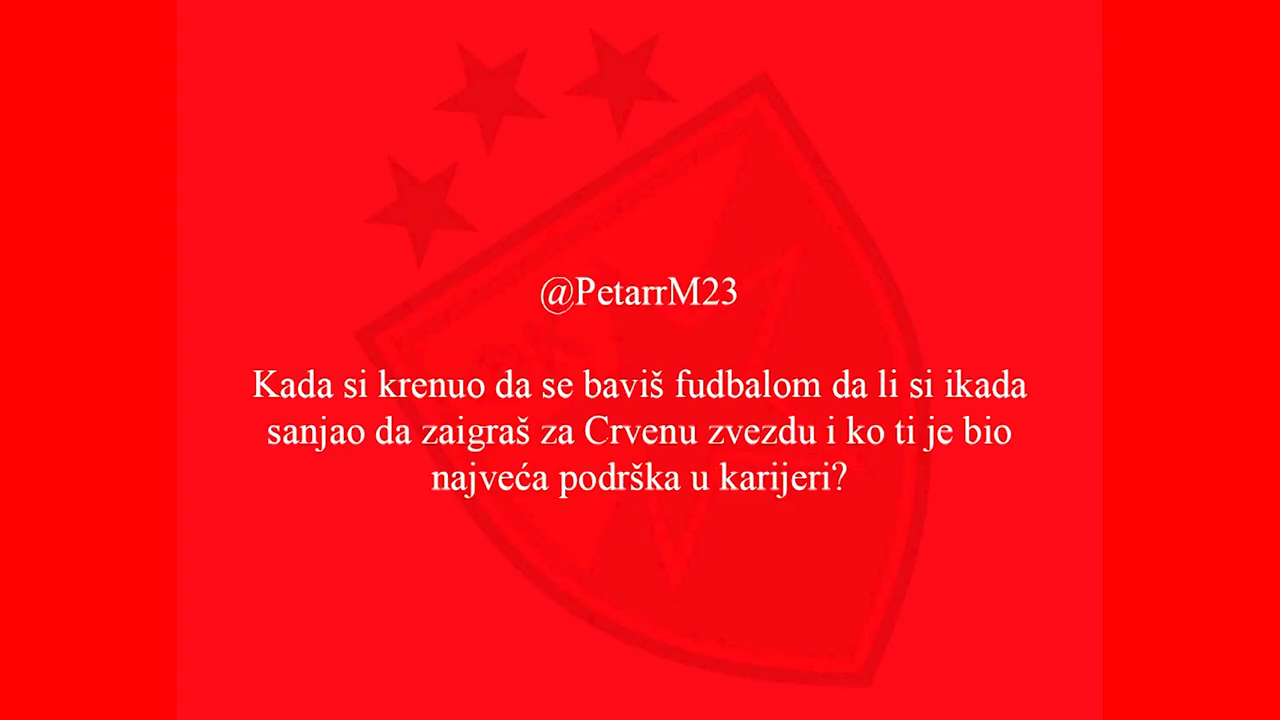 @PetarrM23
Kada si krenuo da se baviš fudbalom da li si ikada
sanjao da zaigraš za Crvenu zvezdu i ko ti je bio
najveća podrška u karijeri?